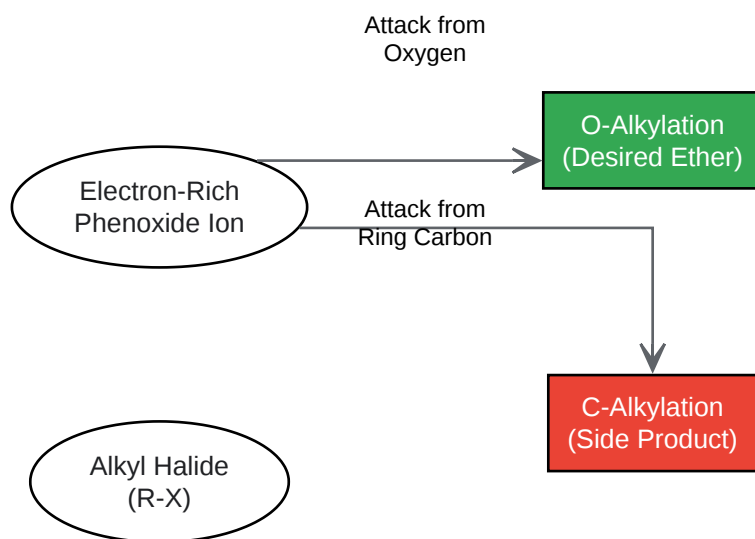 Attack from
Oxygen
O-Alkylation
(Desired Ether)
Electron-Rich
Phenoxide Ion
Attack from
Ring Carbon
C-Alkylation
(Side Product)
Alkyl Halide
(R-X)